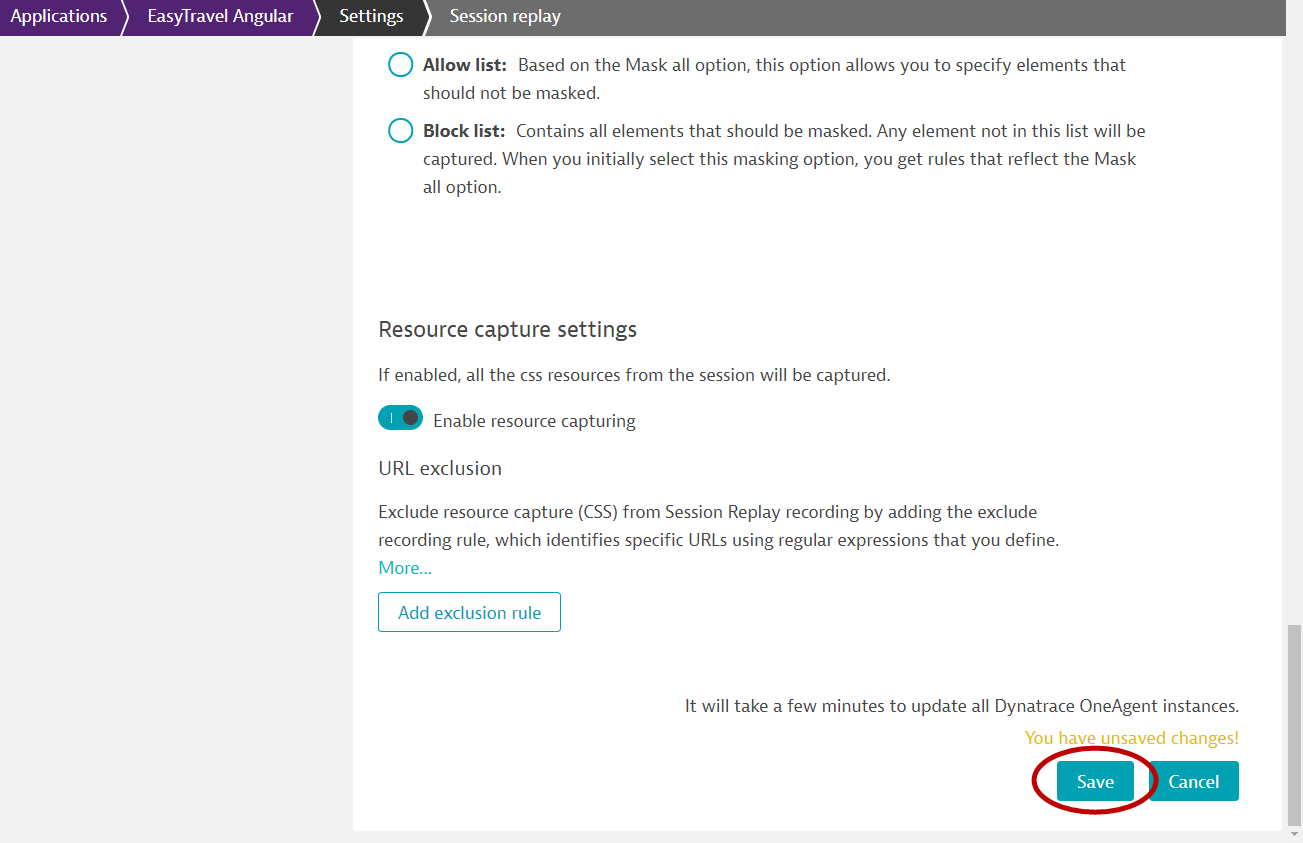 Applications EasyTravel Angular Settings Session replay
Allow list: Based on the Mask all option, this option allows you to specify elements that
should not be masked.
Block list: Contains all elements that should be masked. Any element not in this list will be
captured. When you initially select this masking option, you get rules that reflect the Mask
all option.
Resource capture settings
If enabled, all the css resources from the session will be captured.
Enable resource capturing
URL exclusion
Exclude resource capture (CSS) from Session Replay recording by adding the exclude
recording rule, which identifies specific URLs using regular expressions that you define.
More...
Add exclusion rule
It will take a few minutes to update all Dynatrace OneAgent instances.
You have unsaved changes!
Save Cancel